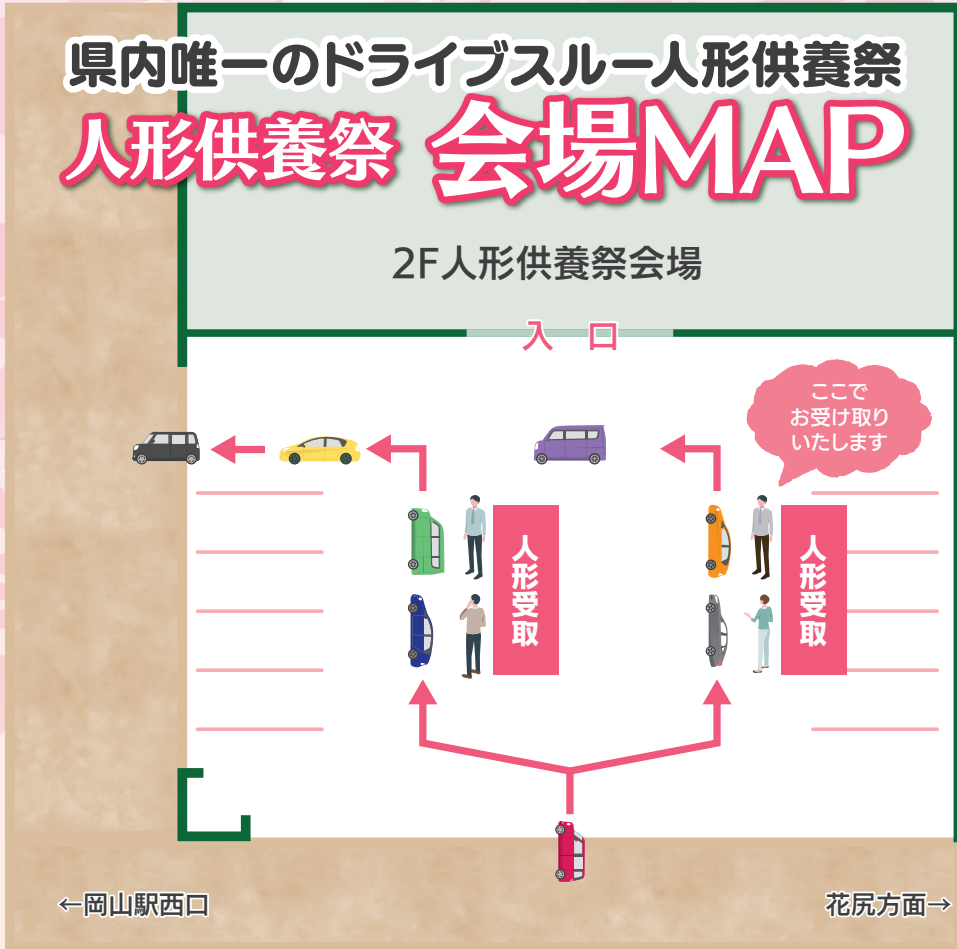 県内唯一のドライブスルー人形供養祭
人形供養祭 会場MAP
2F人形供養祭会場
入 口
ここで
お受け取り
いたします
人形受取
人形受取
←岡山駅西口
花尻方面→